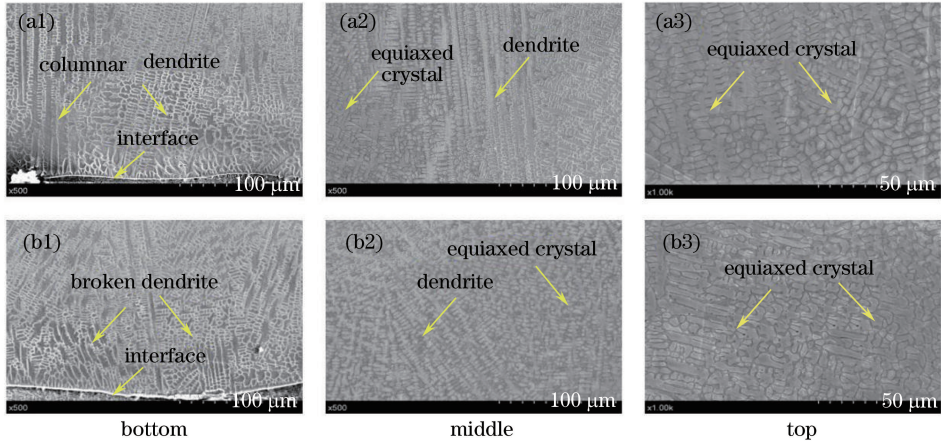 (a1)
columnar
dendrite
interface
x500
100 μm
(a2)
equiaxed
crystal
dendrite
x500
100 μm
(a3)
equiaxed crystal
x1.00k
50 μm
(b1)
broken dendrite
interface
x500
100 μm
(b2)
equiaxed crystal
dendrite
x500
100 μm
(b3)
equiaxed crystal
x1.00k
50 μm
bottom
middle
top